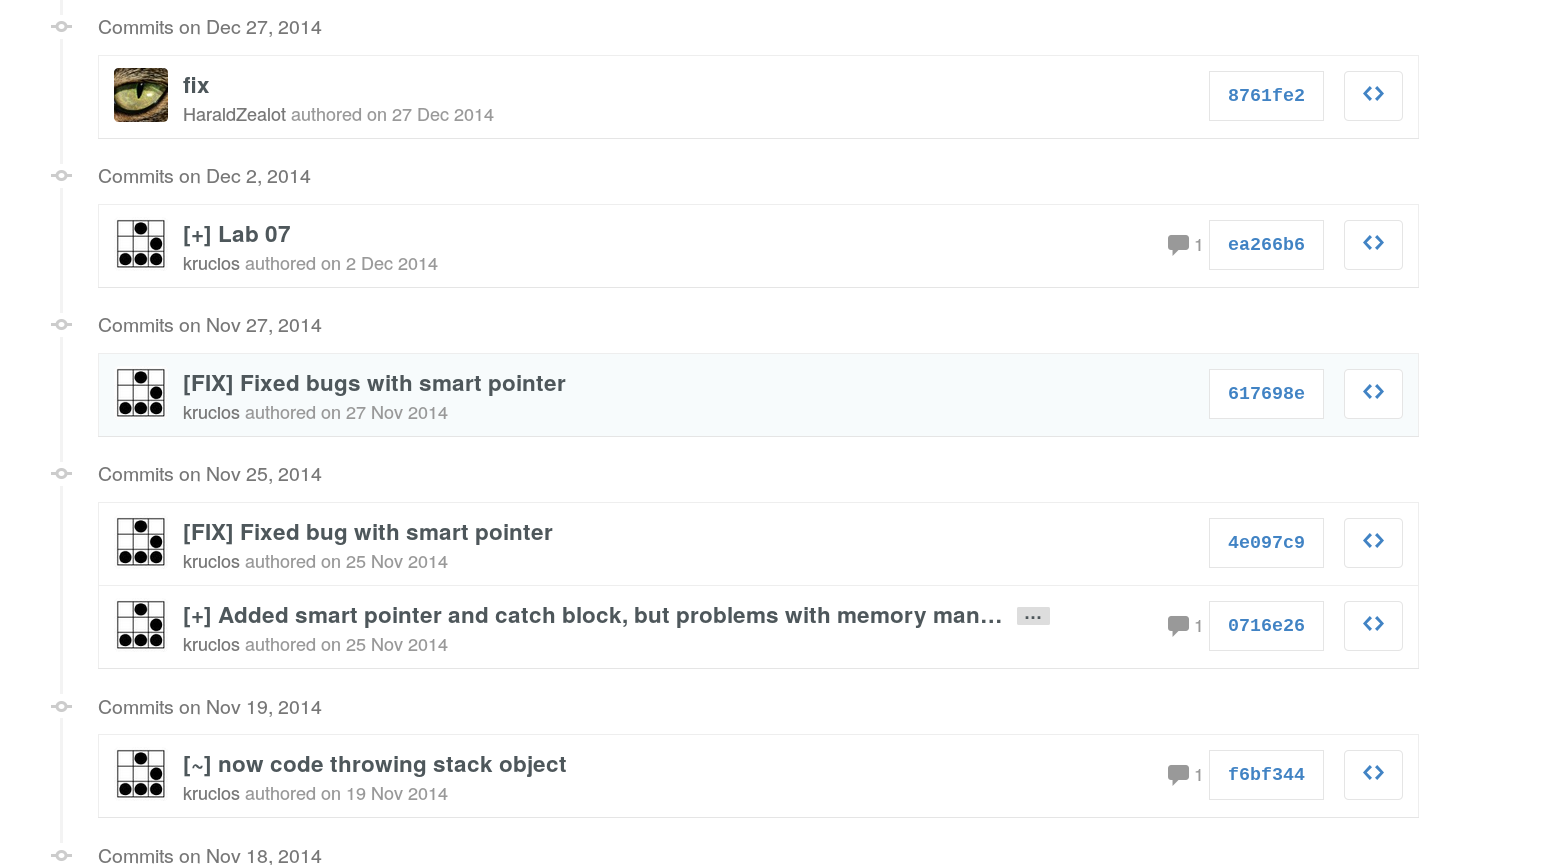 Commits on Dec 27, 2014
fix
HaraldZealot authored on 27 Dec 2014
8761fe2
Commits on Dec 2, 2014
[+] Lab 07
kruclos authored on 2 Dec 2014
1
ea266b6
Commits on Nov 27, 2014
[FIX] Fixed bugs with smart pointer
kruclos authored on 27 Nov 2014
617698e
Commits on Nov 25, 2014
[FIX] Fixed bug with smart pointer
kruclos authored on 25 Nov 2014
4e097c9
[+] Added smart pointer and catch block, but problems with memory man... ...
kruclos authored on 25 Nov 2014
1
0716e26
Commits on Nov 19, 2014
[~] now code throwing stack object
kruclos authored on 19 Nov 2014
1
f6bf344
Commits on Nov 18, 2014